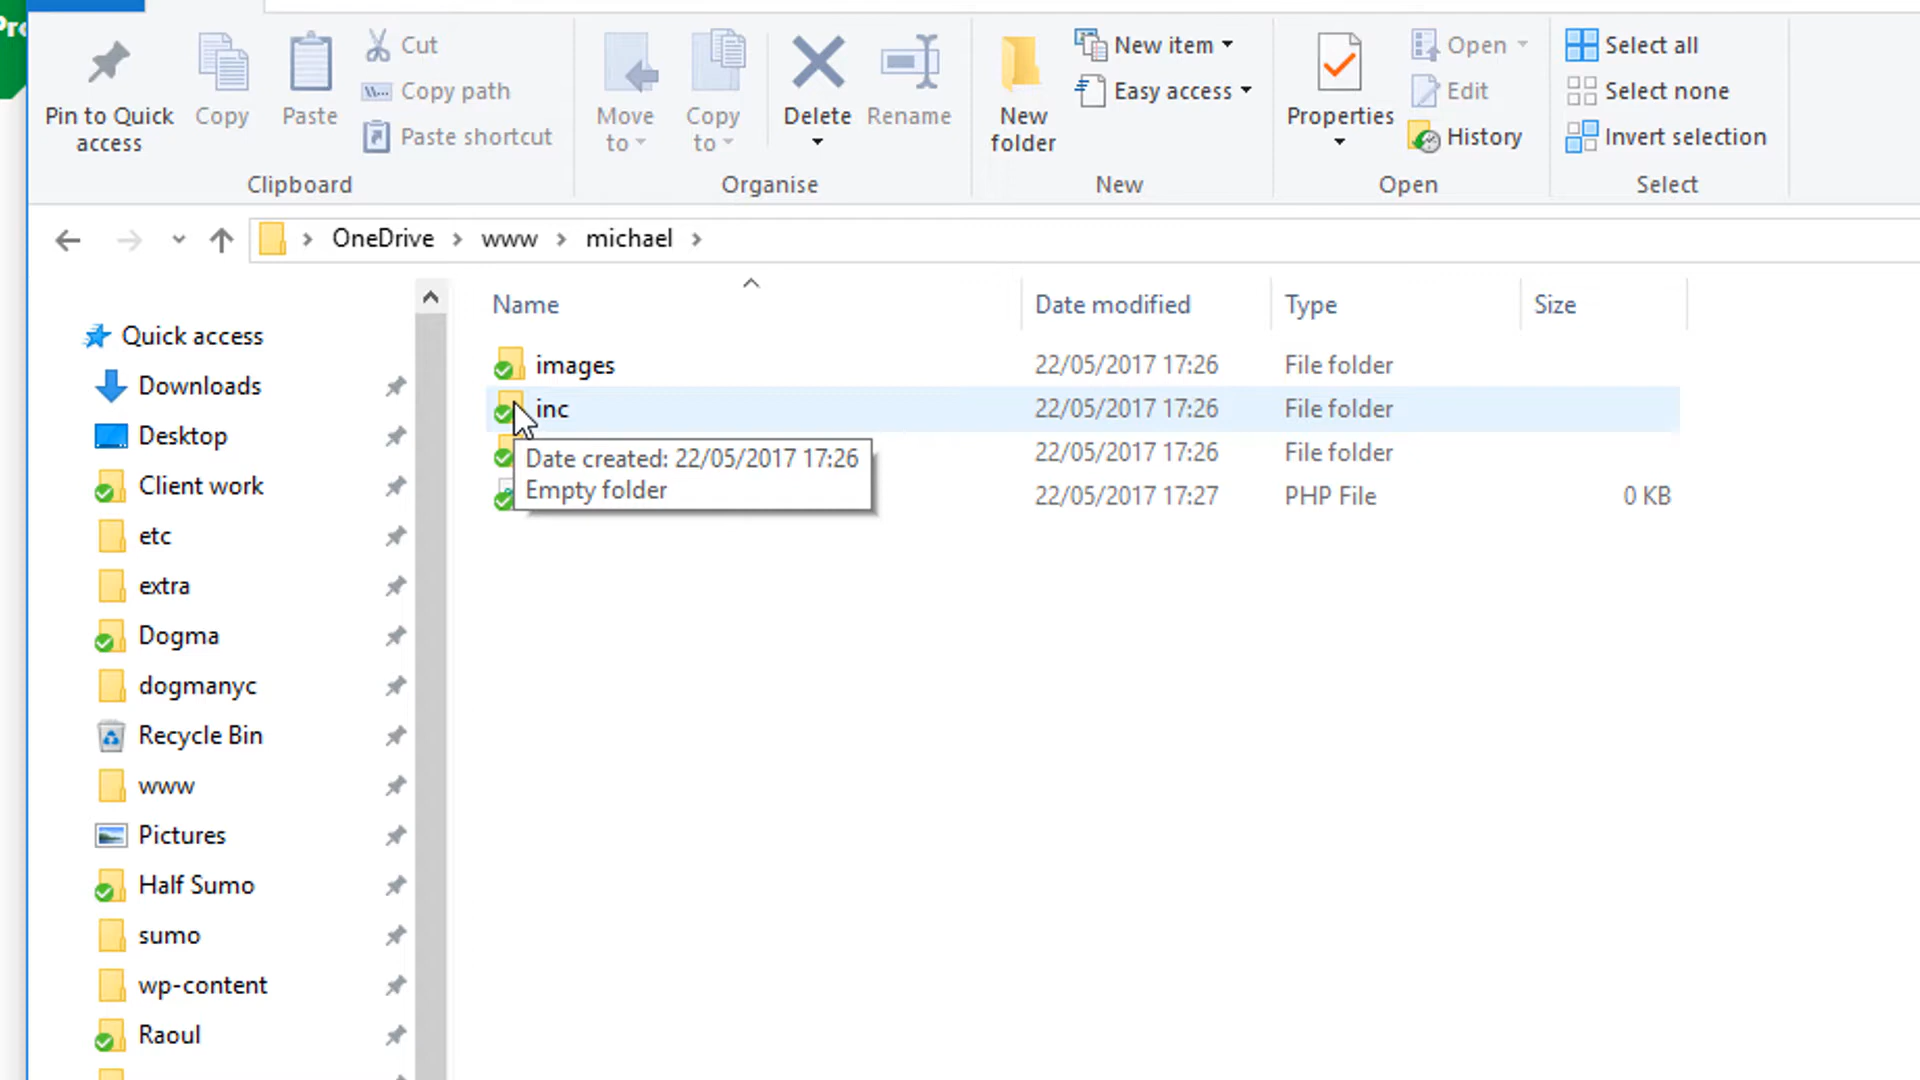 Pro
Pin to Quick access
Copy
Paste
Cut
Copy path
Paste shortcut
Clipboard
Move to
Copy to
Delete
Rename
Organise
New folder
New item
Easy access
New
Properties
Open
Edit
History
Open
Select all
Select none
Invert selection
Select
OneDrive > www > michael >
Name Date modified Type Size
images 22/05/2017 17:26 File folder
inc 22/05/2017 17:26 File folder
22/05/2017 17:26 File folder
22/05/2017 17:27 PHP File 0 KB
Date created: 22/05/2017 17:26
Empty folder
Quick access
Downloads
Desktop
Client work
etc
extra
Dogma
dogmanyc
Recycle Bin
www
Pictures
Half Sumo
sumo
wp-content
Raoul